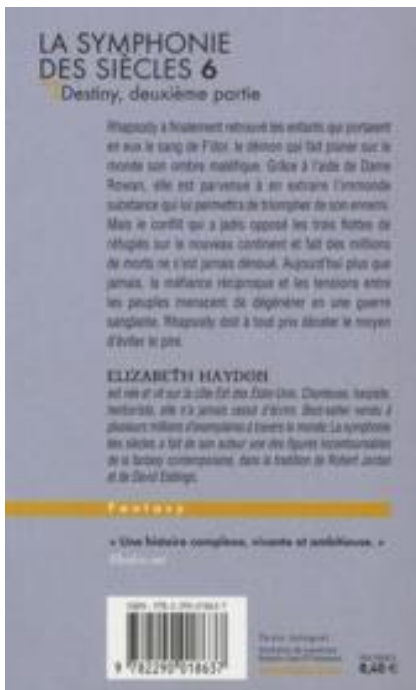 LA SYMPHONIE
DES SIÈCLES 6
Destiny, deuxième partie
Rhapsody a finalement retrouvé les enfants qui portaient
en eux le sang de F'dor, le démon qui fait planer sur le
monde son ombre maléfique. Grâce à l'aide de Dame
Rowan, elle est parvenue à en extraire l'immonde
substance qui lui permettra de triompher de son ennemi.
Mais le conflit qui a jadis opposé les trois flottes de
réfugiés sur le nouveau continent et fait des millions
de morts ne s'est jamais dénoué. Aujourd'hui plus que
jamais, la méfiance réciproque et les tensions entre
les peuples menacent de dégénérer en une guerre
sanglante. Rhapsody doit à tout prix déceler le moyen
d'éviter le pire.
ELIZABETH HAYDON
est née et vit sur la côte Est des États-Unis. Chanteuse, harpiste,
herboriste, elle n'a jamais cessé d'écrire. Best-seller vendu à
plusieurs millions d'exemplaires à travers le monde, La symphonie
des siècles a fait de son auteur une des figures incontournables
de la fantasy contemporaine, dans la tradition de Robert Jordan
et de David Eddings.
Fantasy
« Une histoire complexe, vivante et ambitieuse. »
Texte intégral
9 782290 018637
8,40 €